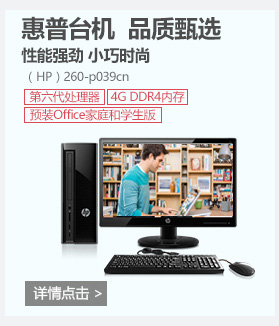 惠普台机 品质甄选
性能强劲 小巧时尚
（HP）260-p039cn
第六代处理器 4G DDR4内存
预装Office家庭和学生版
hp
详情点击 >